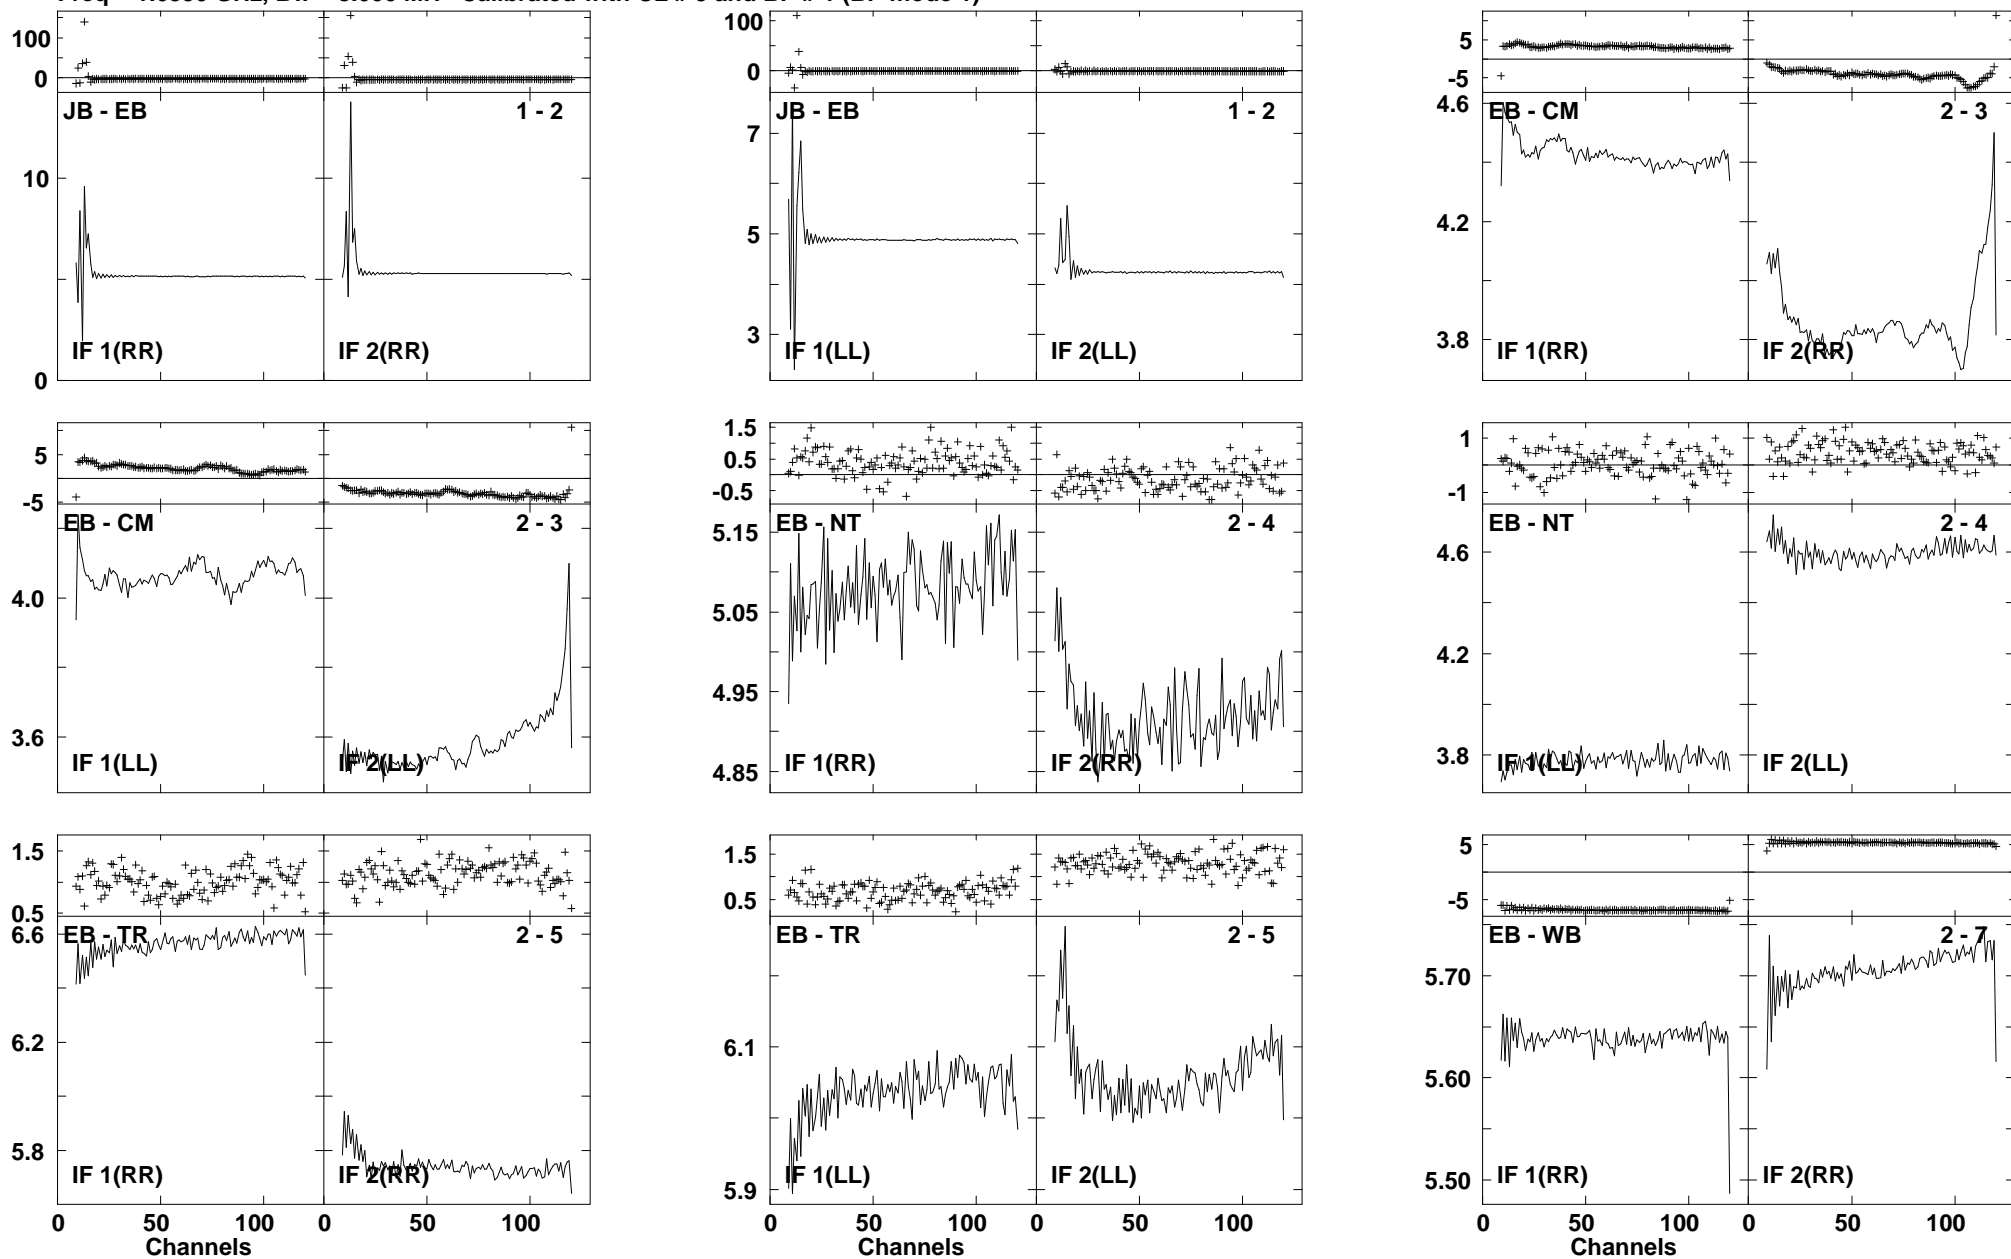 100
0
JB - EB
1 - 2
10
0
IF 1(RR)
IF 2(RR)
100
0
JB - EB
1 - 2
7
5
3
IF 1(LL)
IF 2(LL)
5
-5
4.6
EB - CM
2 - 3
4.2
3.8
IF 1(RR)
IF 2(RR)
5
-5
EB - CM
2 - 3
4.0
3.6
IF 1(LL)
IF 2(LL)
1.5
0.5
-0.5
EB - NT
2 - 4
5.15
5.05
4.95
4.85
IF 1(RR)
IF 2(RR)
1
-1
EB - NT
2 - 4
4.6
4.2
3.8
IF 1(LL)
IF 2(LL)
1.5
0.5
6.6
EB - TR
2 - 5
6.2
5.8
IF 1(RR)
IF 2(RR)
0 50 100 0 50 100
Channels
1.5
0.5
EB - TR
2 - 5
6.1
5.9
IF 1(LL)
IF 2(LL)
0 50 100 0 50 100
Channels
5
-5
EB - WB
2 - 7
5.70
5.60
5.50
IF 1(RR)
IF 2(RR)
0 50 100 0 50 100
Channels